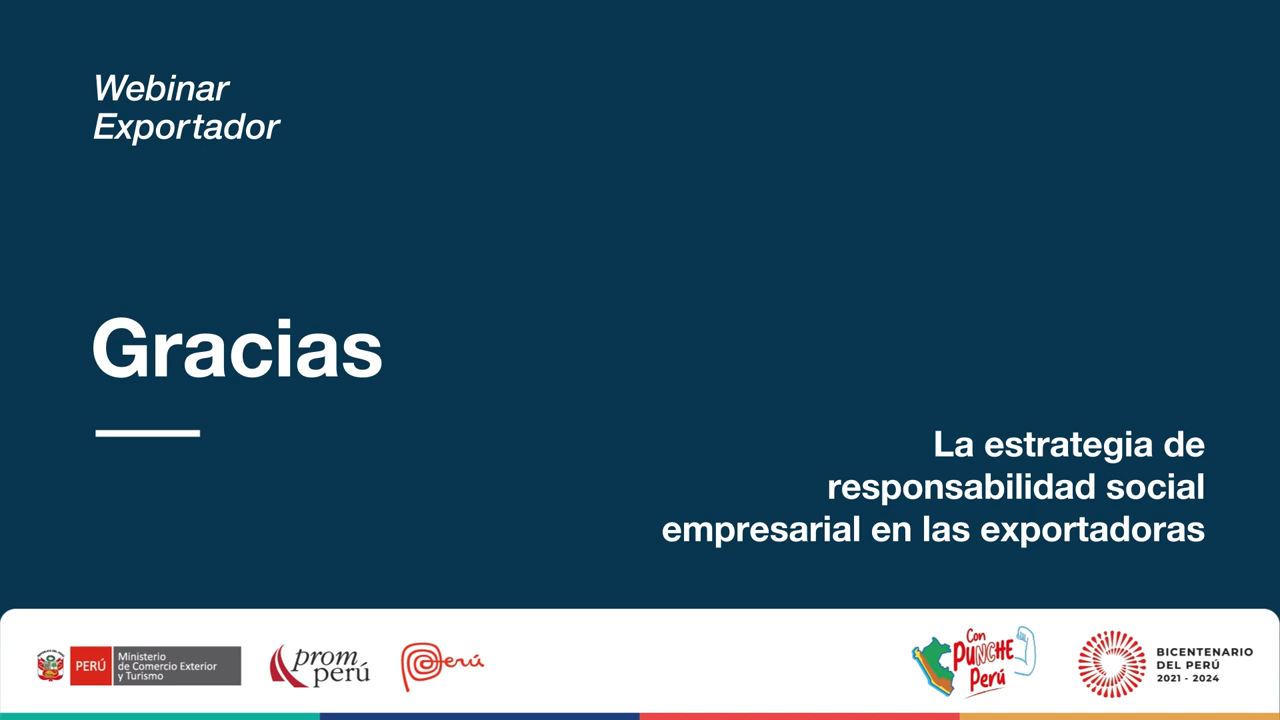 Webinar
Exportador
Gracias
La estrategia de
responsabilidad social
empresarial en las exportadoras
PERÚ
Ministerio
de Comercio Exterior
y Turismo
prom
perú
Perú
Con
PUNCHE
Perú
BICENTENARIO
DEL PERÚ
2021 - 2024